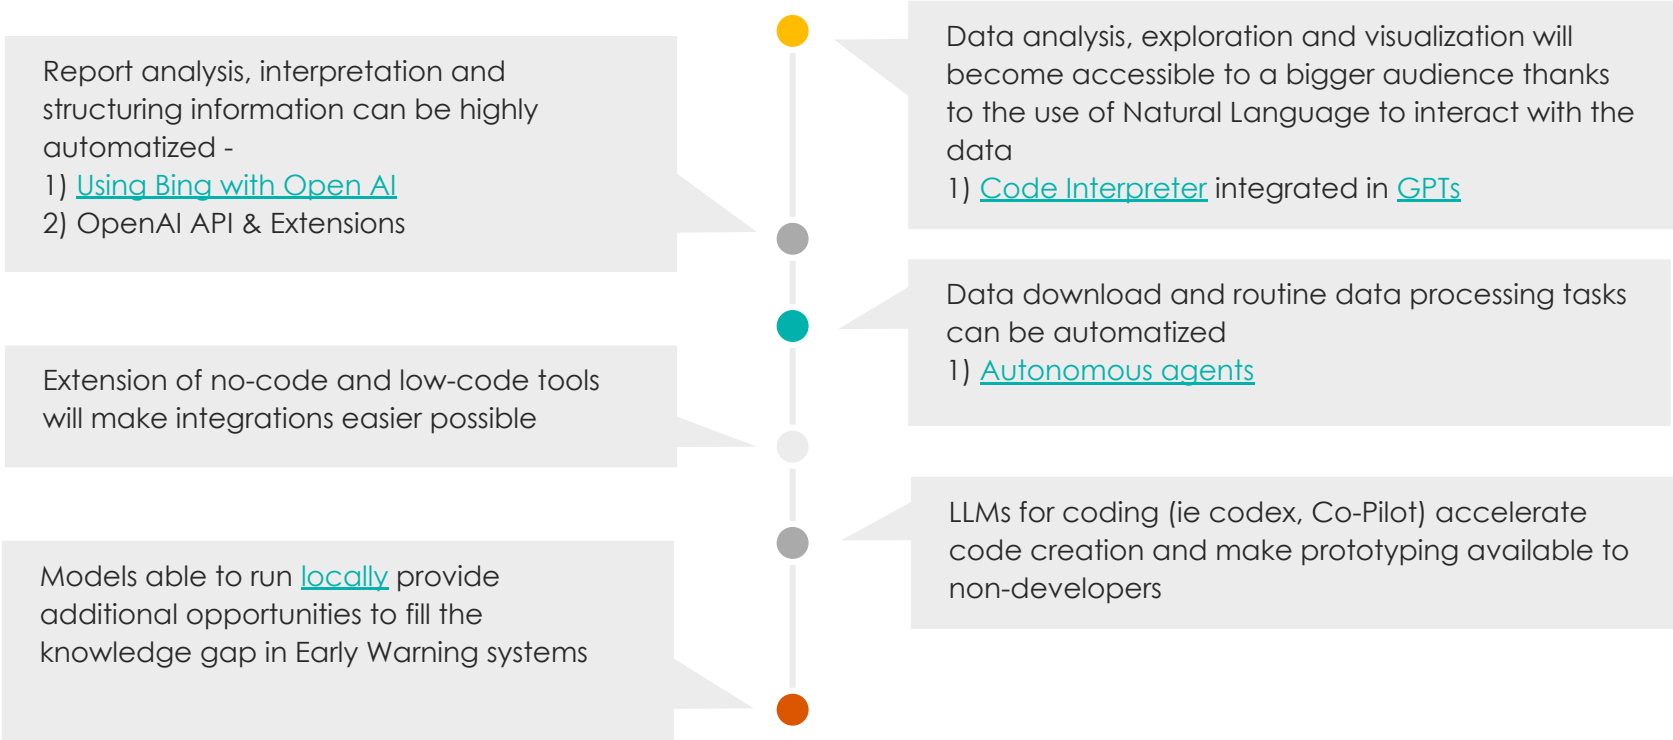 Data analysis, exploration and visualization will
become accessible to a bigger audience thanks
to the use of Natural Language to interact with the
data
1) Code Interpreter integrated in GPTs
Report analysis, interpretation and
structuring information can be highly
automatized -
1) Using Bing with Open AI
2) OpenAI API & Extensions
Data download and routine data processing tasks
can be automatized
1) Autonomous agents
Extension of no-code and low-code tools
will make integrations easier possible
LLMs for coding (ie codex, Co-Pilot) accelerate
code creation and make prototyping available to
non-developers
Models able to run locally provide
additional opportunities to fill the
knowledge gap in Early Warning systems